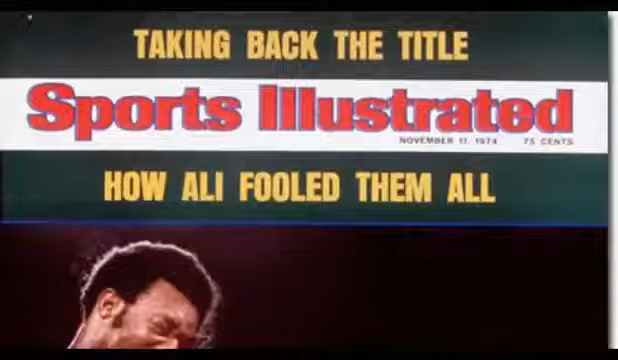 TAKING BACK THE TITLE
Sports Illustrated
NOVEMBER 11, 1974 75 CENTS
HOW ALI FOOLED THEM ALL